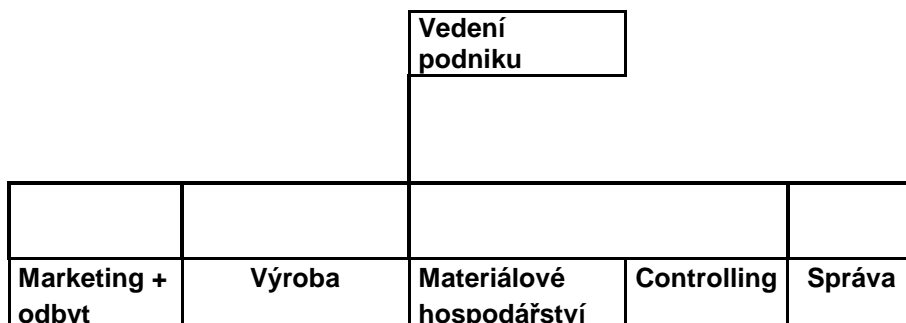 Vedení
podniku
Marketing +
odbyt
Výroba
Materiálové
hospodářství
Controlling
Správa